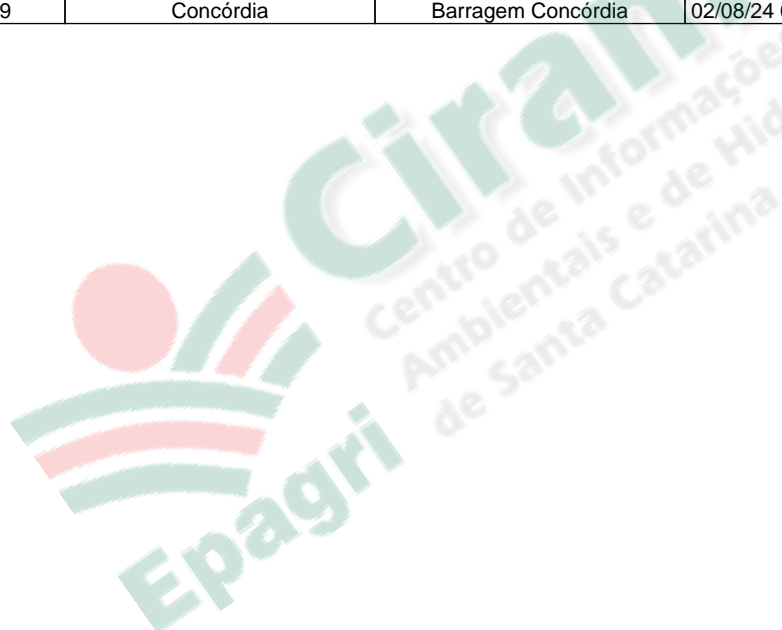 9 Concórdia Barragem Concórdia 02/08/24
Ciram
Centro de Informações
Ambientais e de Hid
de Santa Catarina
Epagri